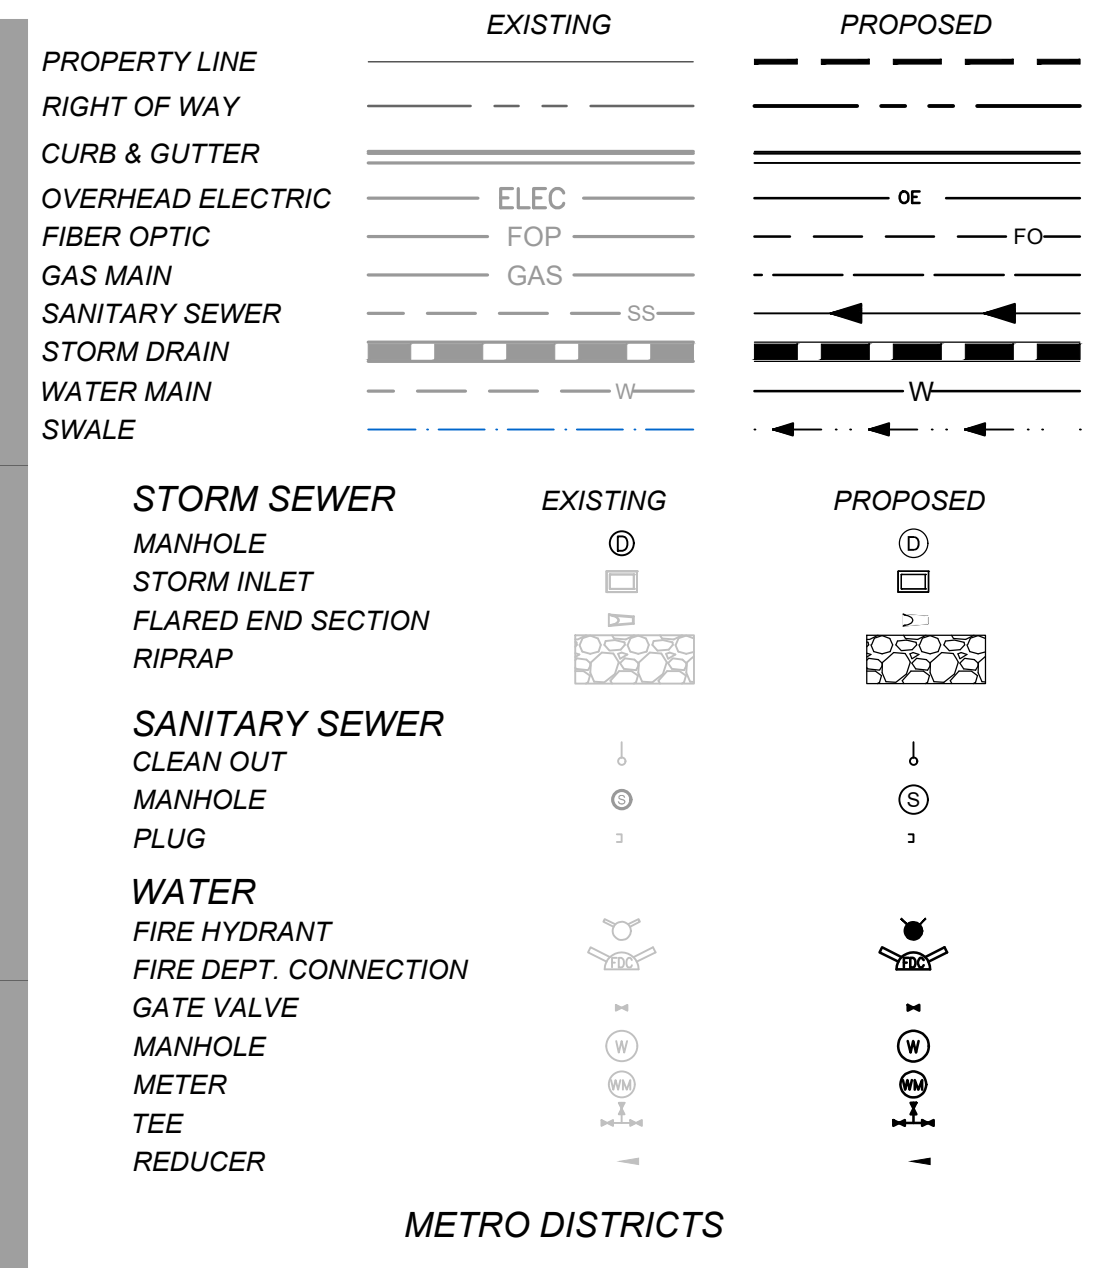 EXISTING PROPOSED
PROPERTY LINE
RIGHT OF WAY
CURB & GUTTER
OVERHEAD ELECTRIC ELEC OE
FIBER OPTIC FOP FO
GAS MAIN GAS
SANITARY SEWER SS
STORM DRAIN
WATER MAIN W W
SWALE
STORM SEWER EXISTING PROPOSED
MANHOLE D D
STORM INLET
FLARED END SECTION
RIPRAP
SANITARY SEWER
CLEAN OUT
MANHOLE S S
PLUG
WATER
FIRE HYDRANT
FIRE DEPT. CONNECTION FDC FDC
GATE VALVE
MANHOLE W W
METER WM WM
TEE
REDUCER
METRO DISTRICTS